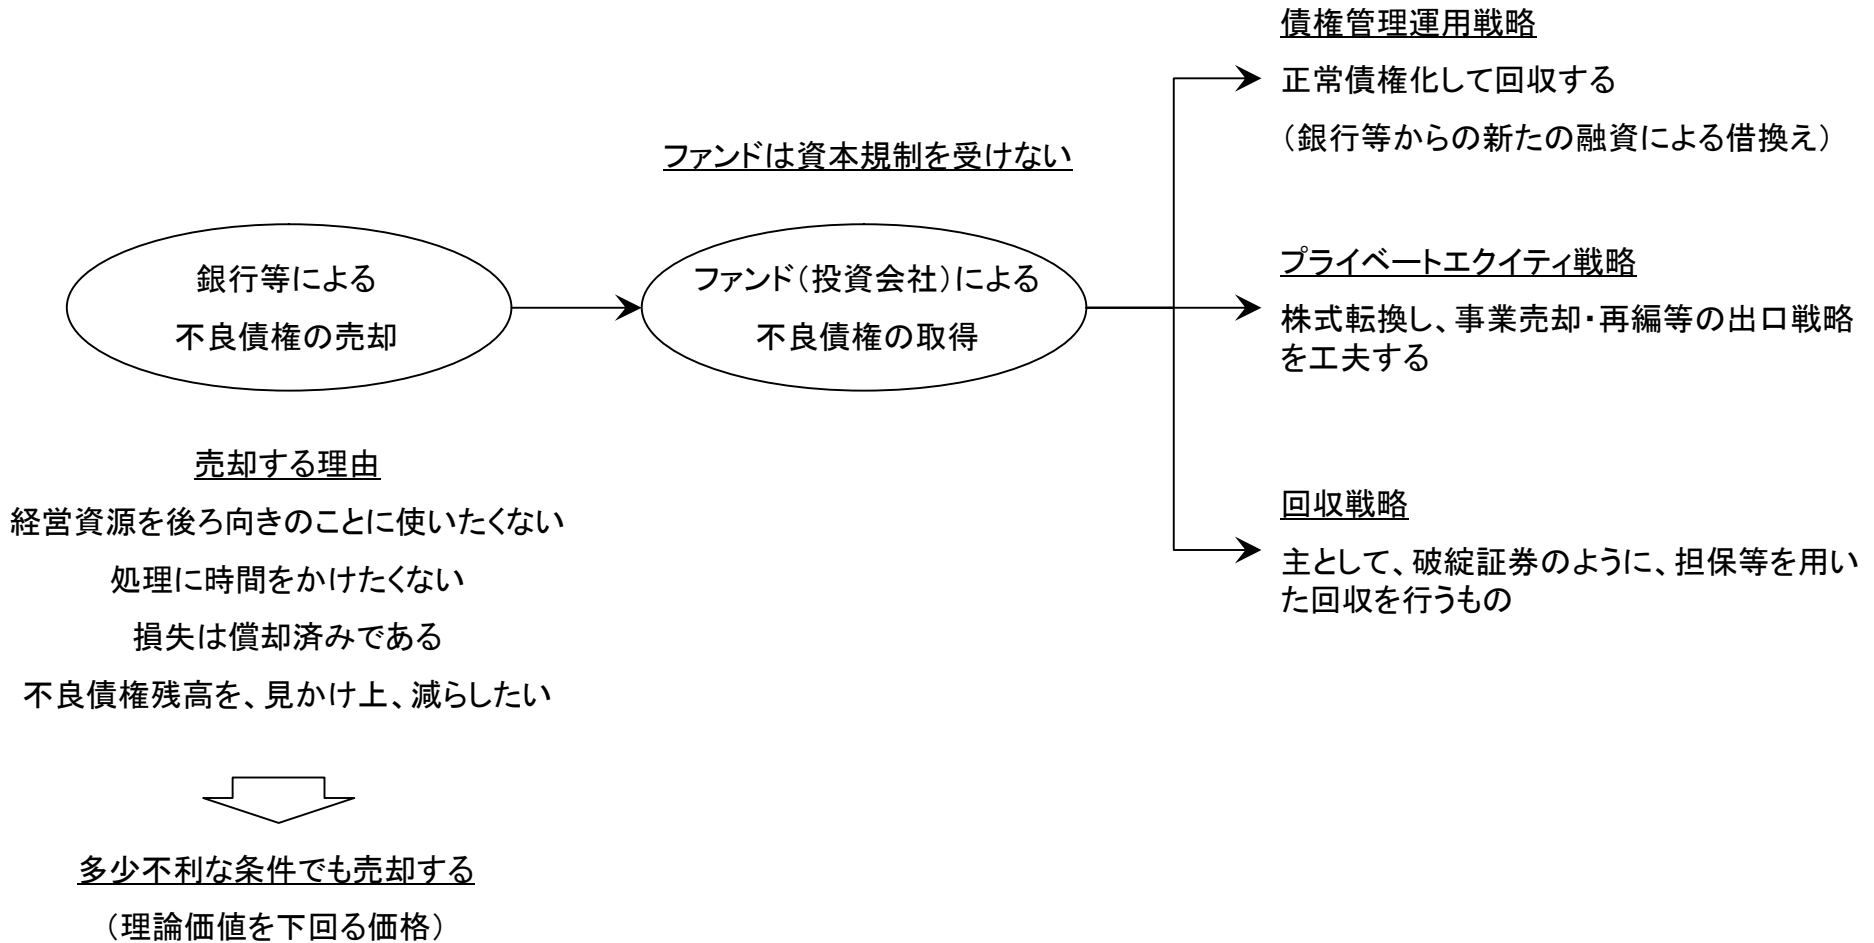 ファンドは資本規制を受けない
銀行等による
不良債権の売却
ファンド（投資会社）による
不良債権の取得
債権管理運用戦略
正常債権化して回収する
（銀行等からの新たの融資による借換え）
プライベートエクイティ戦略
株式転換し、事業売却・再編等の出口戦略
を工夫する
回収戦略
主として、破綻証券のように、担保等を用い
た回収を行うもの
売却する理由
経営資源を後ろ向きのことに使いたくない
処理に時間をかけたくない
損失は償却済みである
不良債権残高を、見かけ上、減らしたい
多少不利な条件でも売却する
（理論価値を下回る価格）